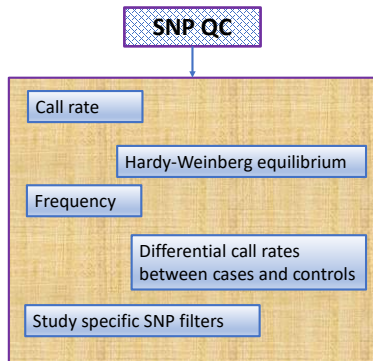 SNP QC
Call rate
Hardy-Weinberg equilibrium
Frequency
Differential call rates
between cases and controls
Study specific SNP filters